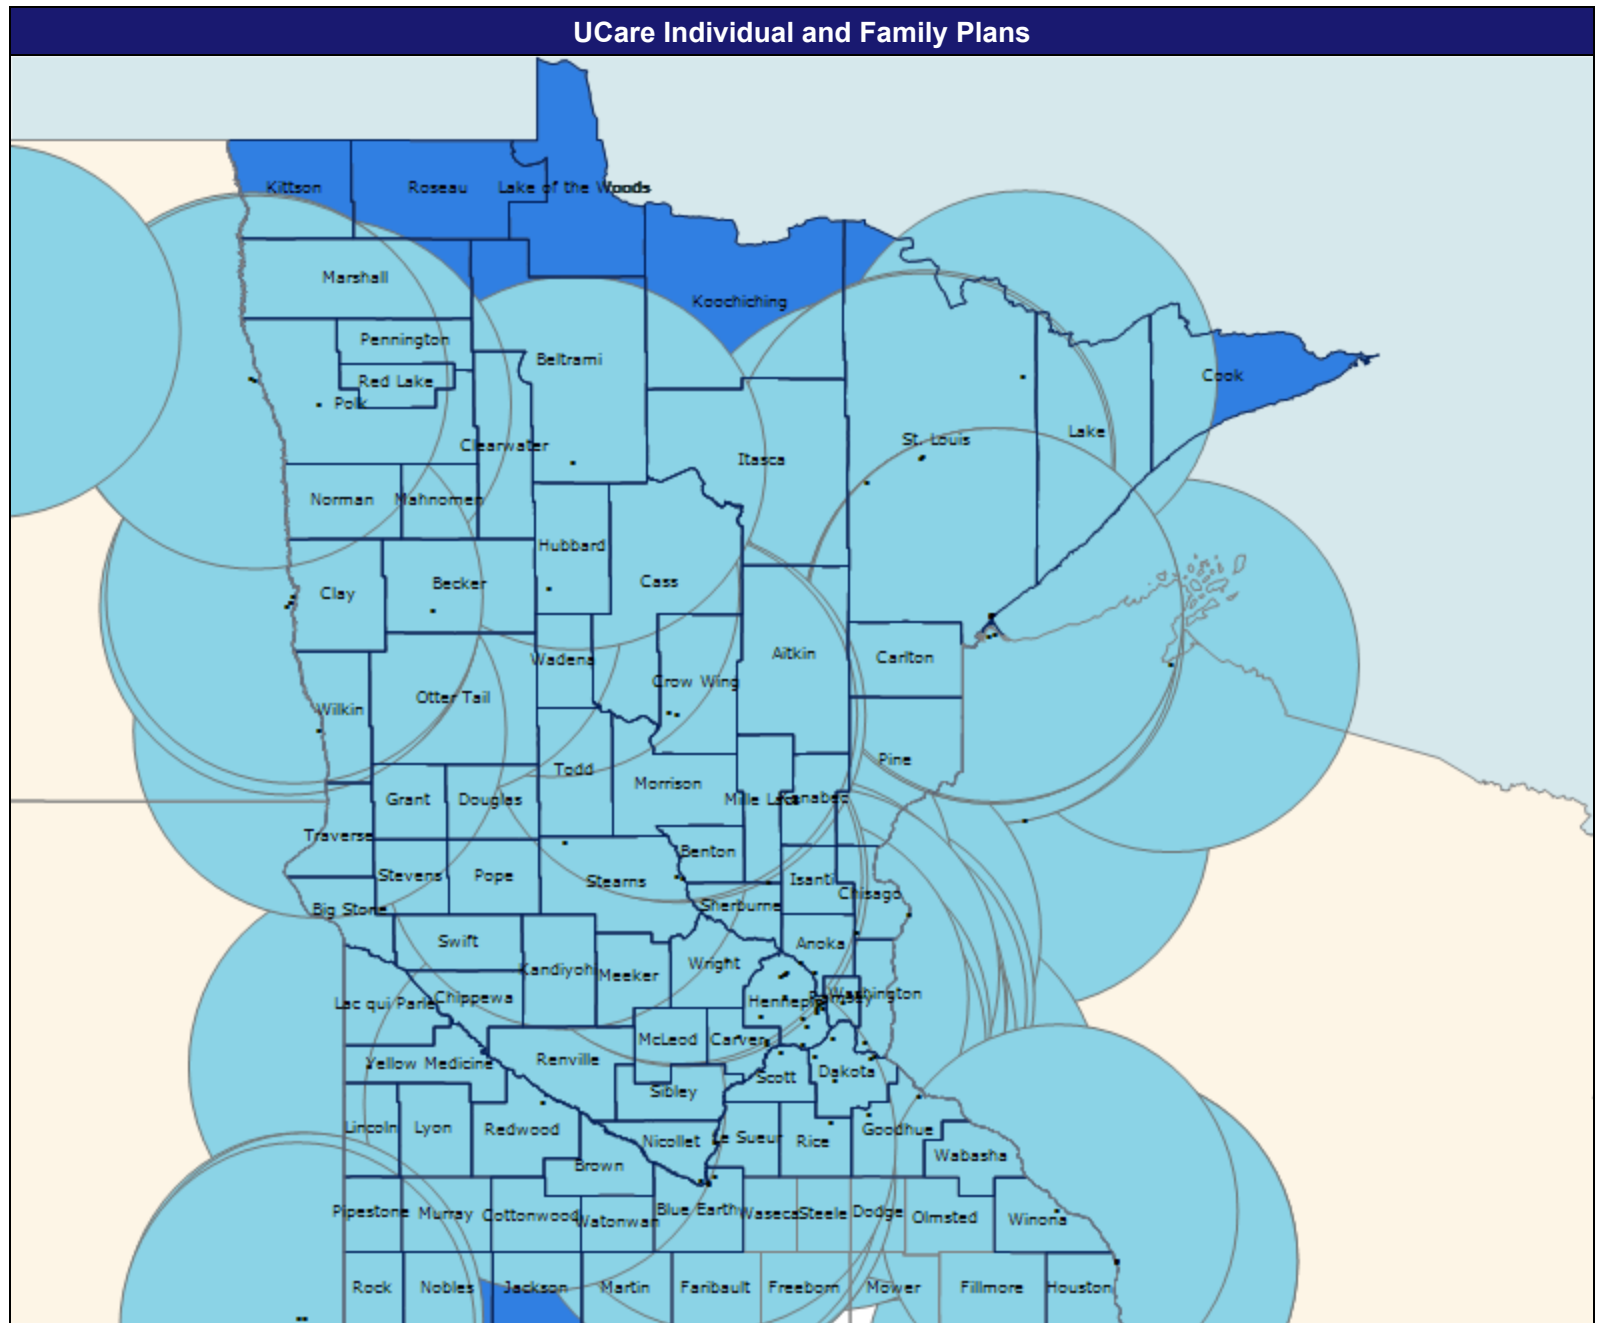 UCare Individual and Family Plans
Kittson
Roseau
Lake of the Woods
Marshall
Koochiching
Pennington
Beltrami
Red Lake
Cook
Polk
Clearwater
St. Louis
Lake
Itasca
Norman
Mahnomen
Hubbard
Cass
Clay
Becker
Wadena
Aitkin
Carlton
Crow Wing
Otter Tail
Wilkin
Pine
Todd
Morrison
Grant
Douglas
Mille Lacs
Kanabec
Traverse
Benton
Stevens
Pope
Stearns
Isanti
Chisago
Big Stone
Sherburne
Swift
Anoka
Kandiyohi
Meeker
Wright
Lac qui Parle
Chippewa
Hennepin
Ramsey
Washington
McLeod
Carver
Yellow Medicine
Renville
Scott
Dakota
Sibley
Lincoln
Lyon
Redwood
Nicollet
Le Sueur
Rice
Goodhue
Wabasha
Brown
Pipestone
Murray
Cottonwood
Watonwan
Blue Earth
Waseca
Steele
Dodge
Olmsted
Winona
Rock
Nobles
Jackson
Martin
Faribault
Freeborn
Mower
Fillmore
Houston